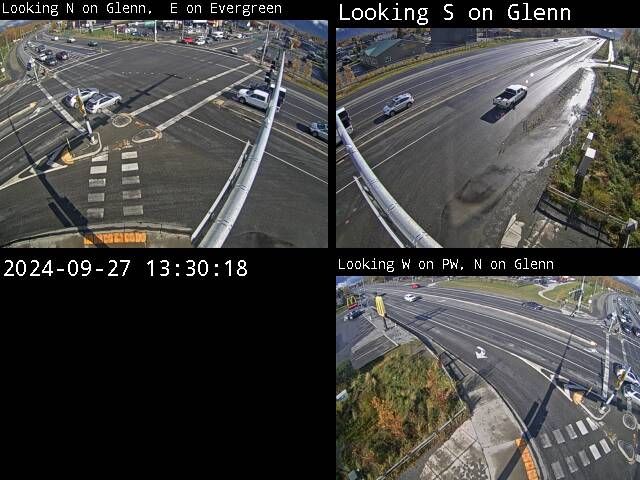 Looking N on Glenn, E on Evergreen
Looking S on Glenn
2024-09-27 13:30:18
Looking W on PW, N on Glenn